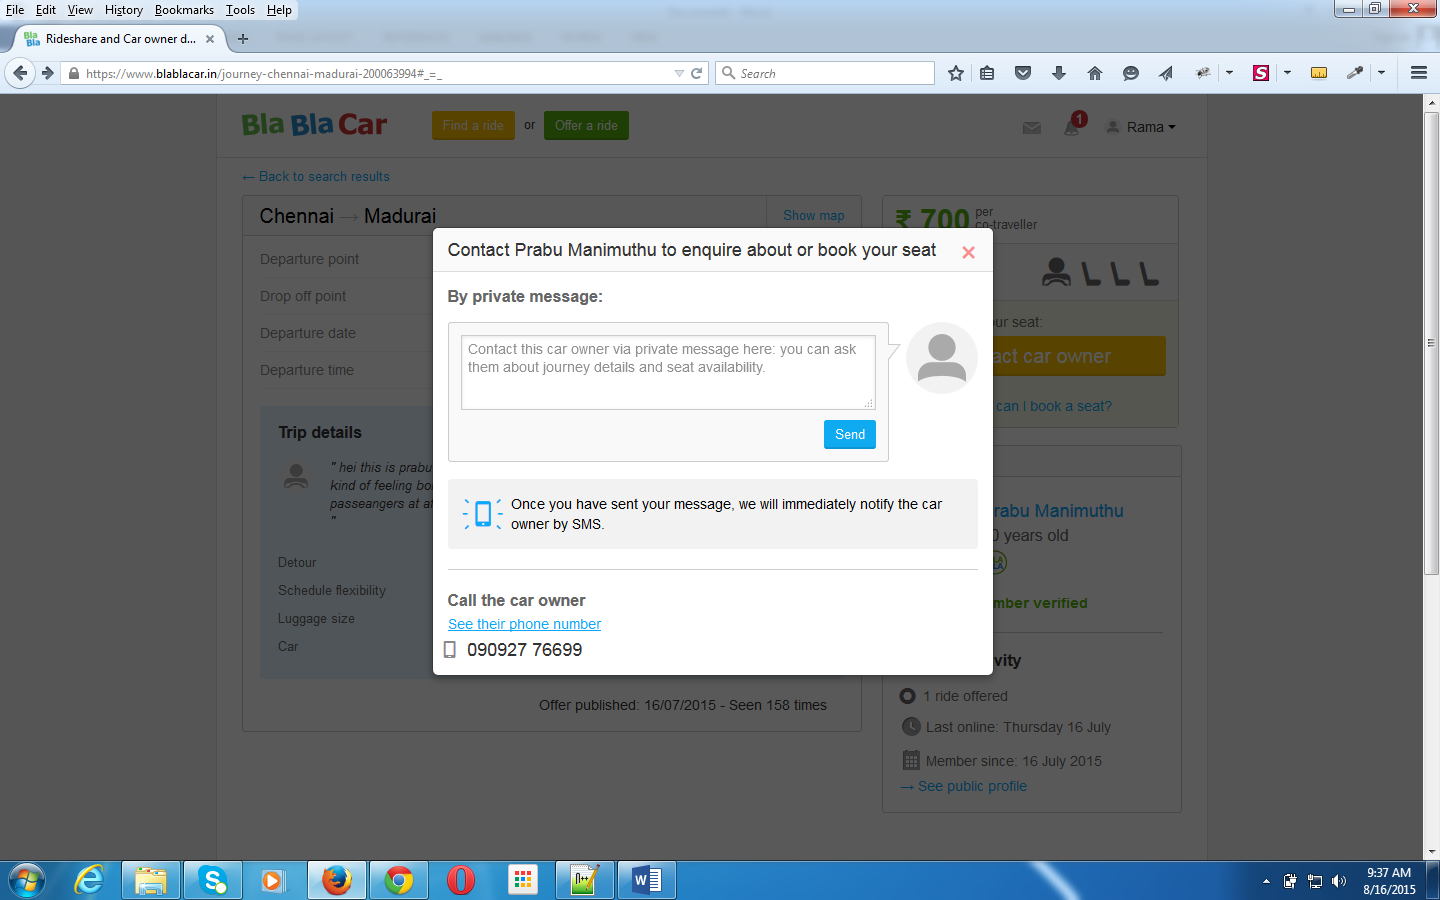 File Edit View History Bookmarks Tools Help
Bla Bla Rideshare and Car owner d...
https://www.blablacar.in/journey-chennai-madurai-200063994#_=_
Search
S
Bla Bla Car
Find a ride or Offer a ride
1
Rama
← Back to search results
Chennai → Madurai
Show map
Departure point
Drop off point
Departure date
Departure time
Trip details
" hei this is prabu
kind of feeling bo
passeangers at a
"
Detour
Schedule flexibility
Luggage size
Car
Offer published: 16/07/2015 - Seen 158 times
₹ 700 per
co-traveller
ur seat:
act car owner
can I book a seat?
rabu Manimuthu
0 years old
mber verified
vity
1 ride offered
Last online: Thursday 16 July
Member since: 16 July 2015
→ See public profile
Contact Prabu Manimuthu to enquire about or book your seat
By private message:
Contact this car owner via private message here: you can ask
them about journey details and seat availability.
Send
Once you have sent your message, we will immediately notify the car
owner by SMS.
Call the car owner
See their phone number
090927 76699
9:37 AM
8/16/2015